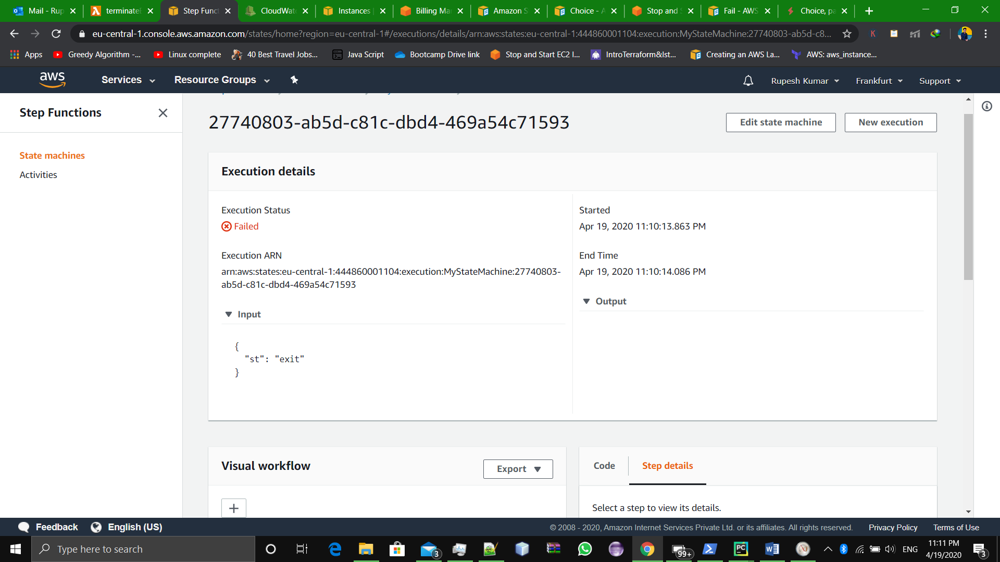 Mail - Rup
terminateE
Step Funct
CloudWat
Instances
Billing Ma
Amazon S
Choice - A
Stop and S
Fail - AWS
Choice, pa
eu-central-1.console.aws.amazon.com/states/home?region=eu-central-1#/executions/details/arn:aws:states:eu-central-1:444860001104:execution:MyStateMachine:27740803-ab5d-c8...
K
Apps
Greedy Algorithm -...
Linux complete
40 Best Travel Jobs...
Java Script
Bootcamp Drive link
Stop and Start EC2 I...
IntroTerraform&Ist...
Creating an AWS La...
AWS: aws_instance...
aws
Services
Resource Groups
Rupesh Kumar
Frankfurt
Support
Step Functions
State machines
Activities
27740803-ab5d-c81c-dbd4-469a54c71593
Edit state machine
New execution
Execution details
Execution Status
Failed
Execution ARN
arn:aws:states:eu-central-1:444860001104:execution:MyStateMachine:27740803-
ab5d-c81c-dbd4-469a54c71593
Input
{
"st": "exit"
}
Started
Apr 19, 2020 11:10:13.863 PM
End Time
Apr 19, 2020 11:10:14.086 PM
Output
Visual workflow
Export
Code
Step details
Select a step to view its details.
Feedback
English (US)
© 2008 - 2020, Amazon Internet Services Private Ltd. or its affiliates. All rights reserved.
Privacy Policy
Terms of Use
Type here to search
3
99+
PC
W
ENG
11:11 PM
4/19/2020
3